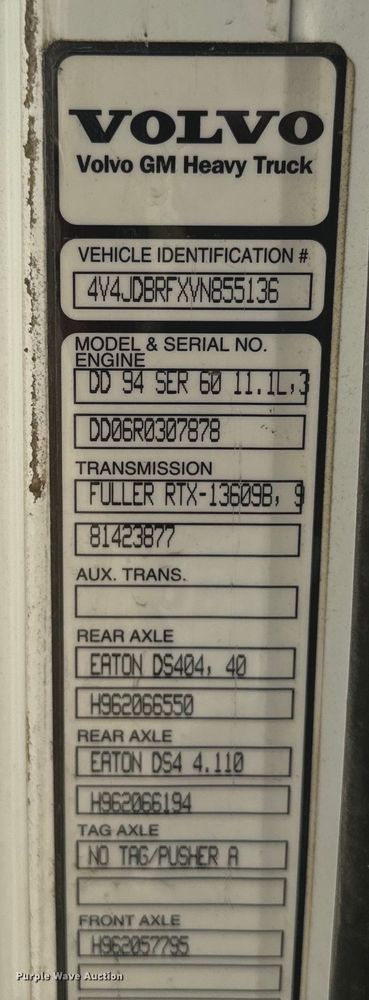 VOLVO
Volvo GM Heavy Truck
VEHICLE IDENTIFICATION #
4V4JDBRFXVN855136
MODEL & SERIAL NO.
ENGINE
DD 94 SER 60 11.1L,3
DD06R0307878
TRANSMISSION
FULLER RTX-13609B, 9
81423877
AUX. TRANS.
REAR AXLE
EATON DS404, 40
H962066550
REAR AXLE
EATON DS4 4.110
H962066194
TAG AXLE
NO TAG/PUSHER A
FRONT AXLE
H962057795
Purple Wave Auction